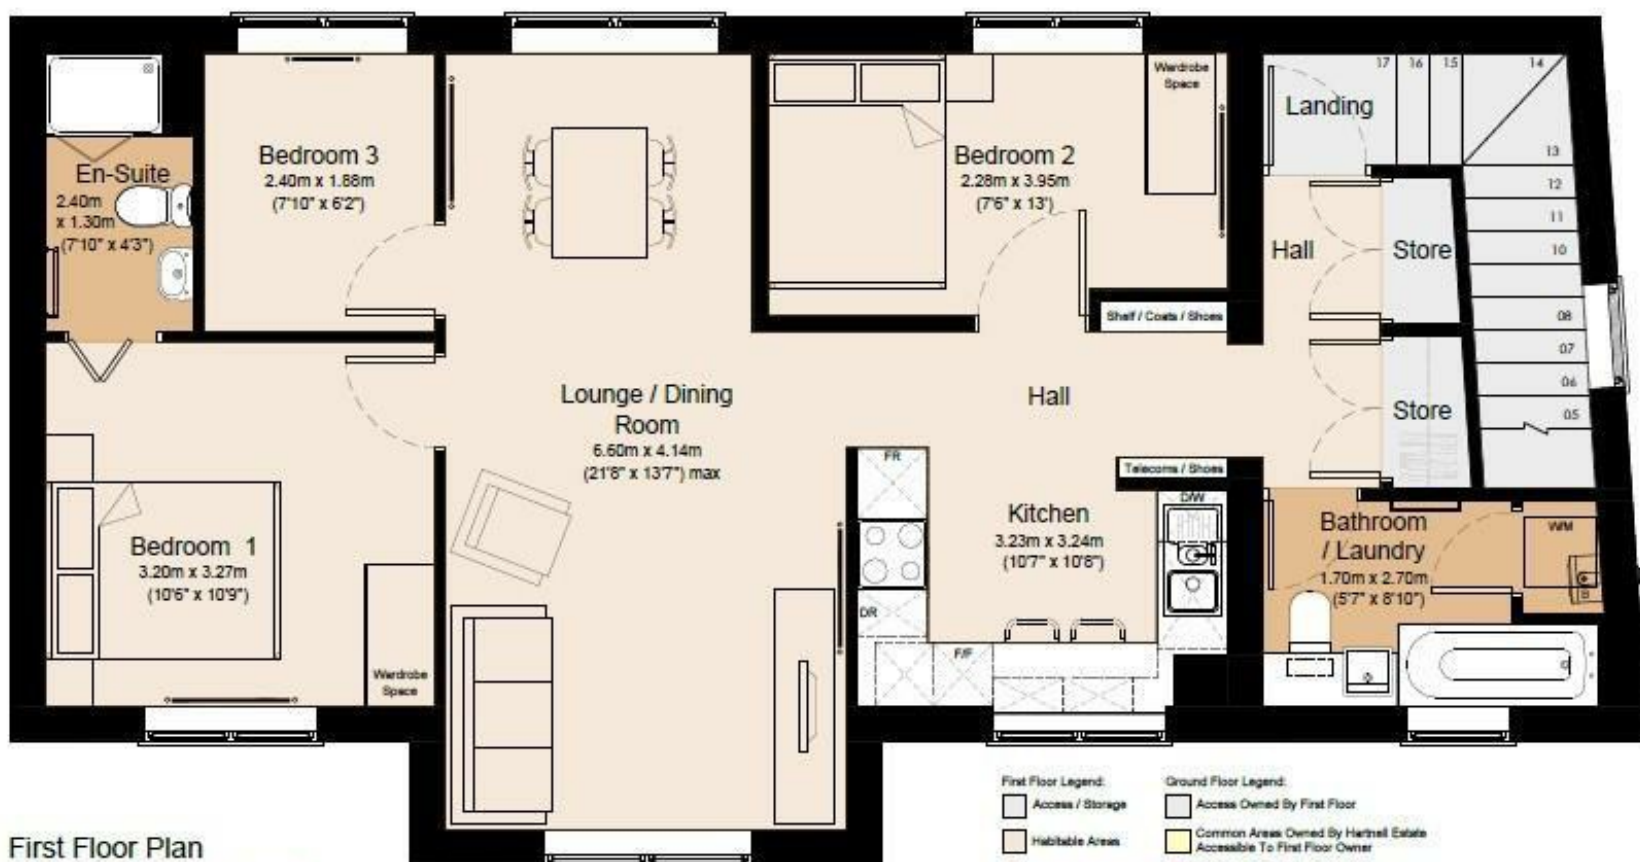 En-Suite
2.40m
x 1.30m
(7'10" x 4'3")
Bedroom 3
2.40m x 1.88m
(7'10" x 6'2")
Bedroom 2
2.28m x 3.95m
(7'6" x 13')
Wardrobe
Space
Landing
17
16
15
14
13
12
11
10
08
07
06
05
Hall
Store
Shelf / Coats / Shoes
Lounge / Dining
Room
6.60m x 4.14m
(21'8" x 13'7") max
Hall
Store
Telecoms / Shoes
Bedroom 1
3.20m x 3.27m
(10'6" x 10'9")
Wardrobe
Space
FR
Kitchen
3.23m x 3.24m
(10'7" x 10'8")
D/W
DR
F/F
Bathroom
/ Laundry
1.70m x 2.70m
(5'7" x 8'10")
WM
B
First Floor Plan
First Floor Legend:
Access / Storage
Habitable Areas
Ground Floor Legend:
Access Owned By First Floor
Common Areas Owned By Hartnell Estate
Accessible To First Floor Owner